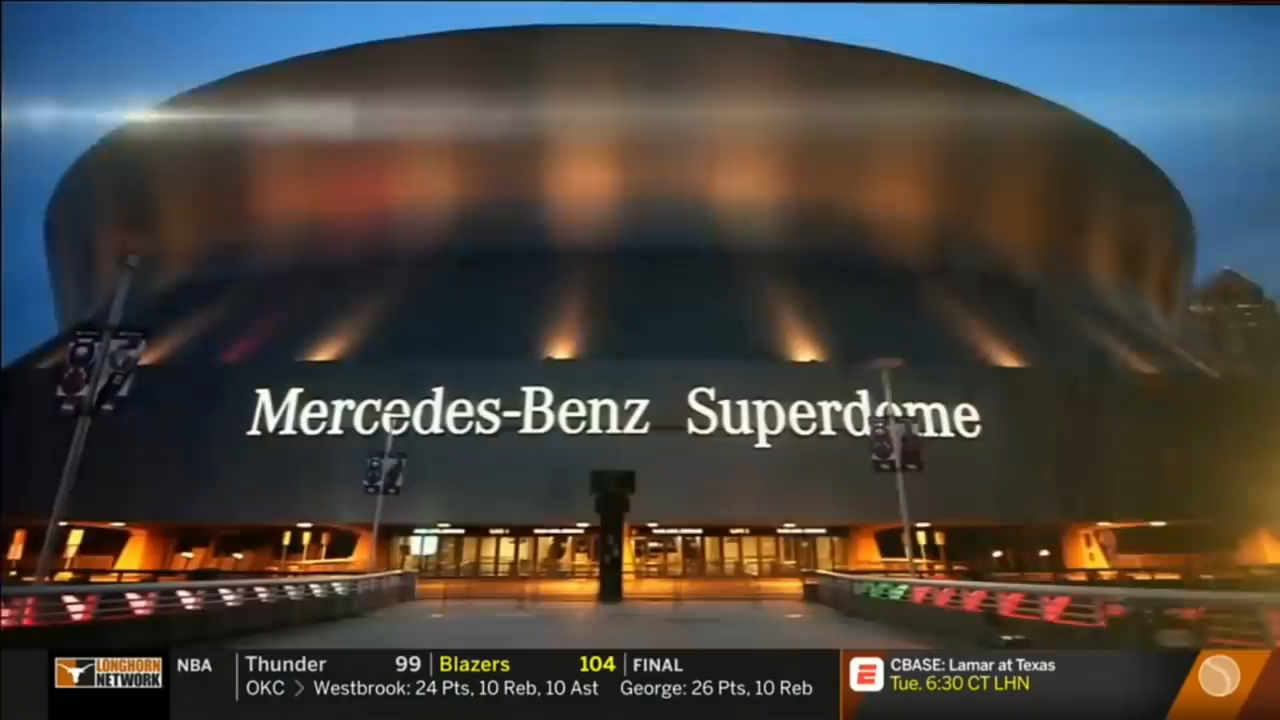 Mercedes-Benz Superdome
LONGHORN
NETWORK
NBA
Thunder 99 Blazers 104 FINAL
OKC > Westbrook: 24 Pts, 10 Reb, 10 Ast George: 26 Pts, 10 Reb
CBASE: Lamar at Texas
Tue. 6:30 CT LHN